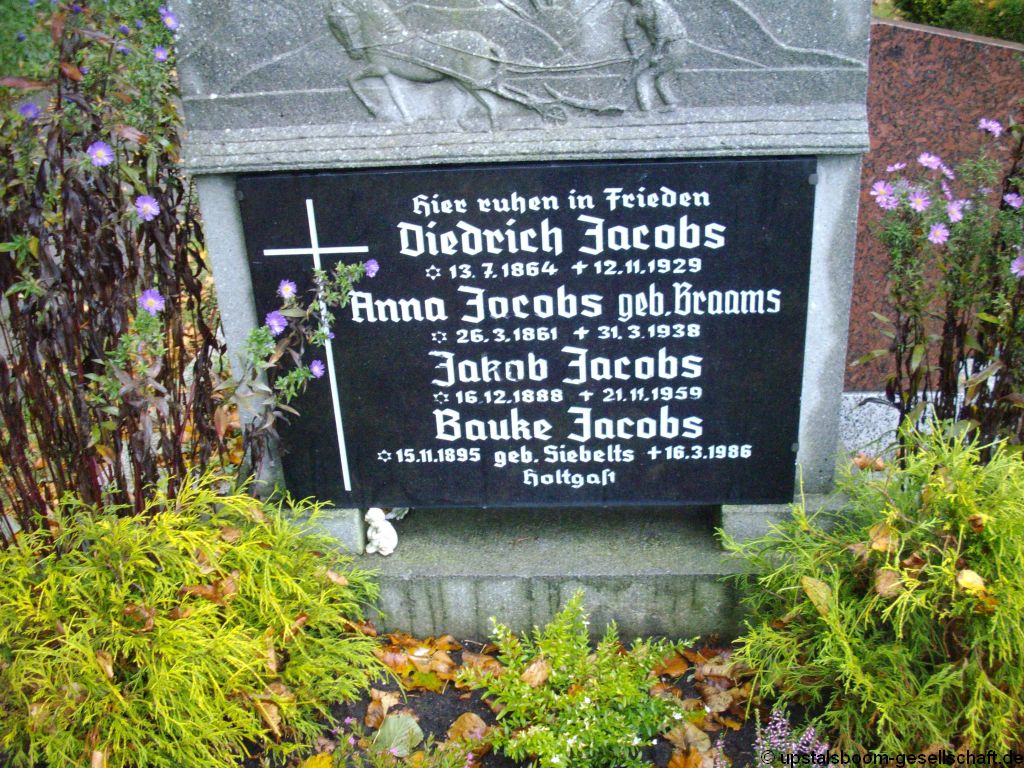 Hier ruhen in Frieden
Diedrich Jacobs
✡ 13.7.1864 ✝ 12.11.1929
Anna Jocobs geb. Braams
✡ 26.3.1861 ✝ 31.3.1938
Jakob Jacobs
✡ 16.12.1888 ✝ 21.11.1959
Bauke Jacobs
✡ 15.11.1895 geb. Siebelts ✝ 16.3.1986
Holtgast
© upstalsboom-gesellschaft.de